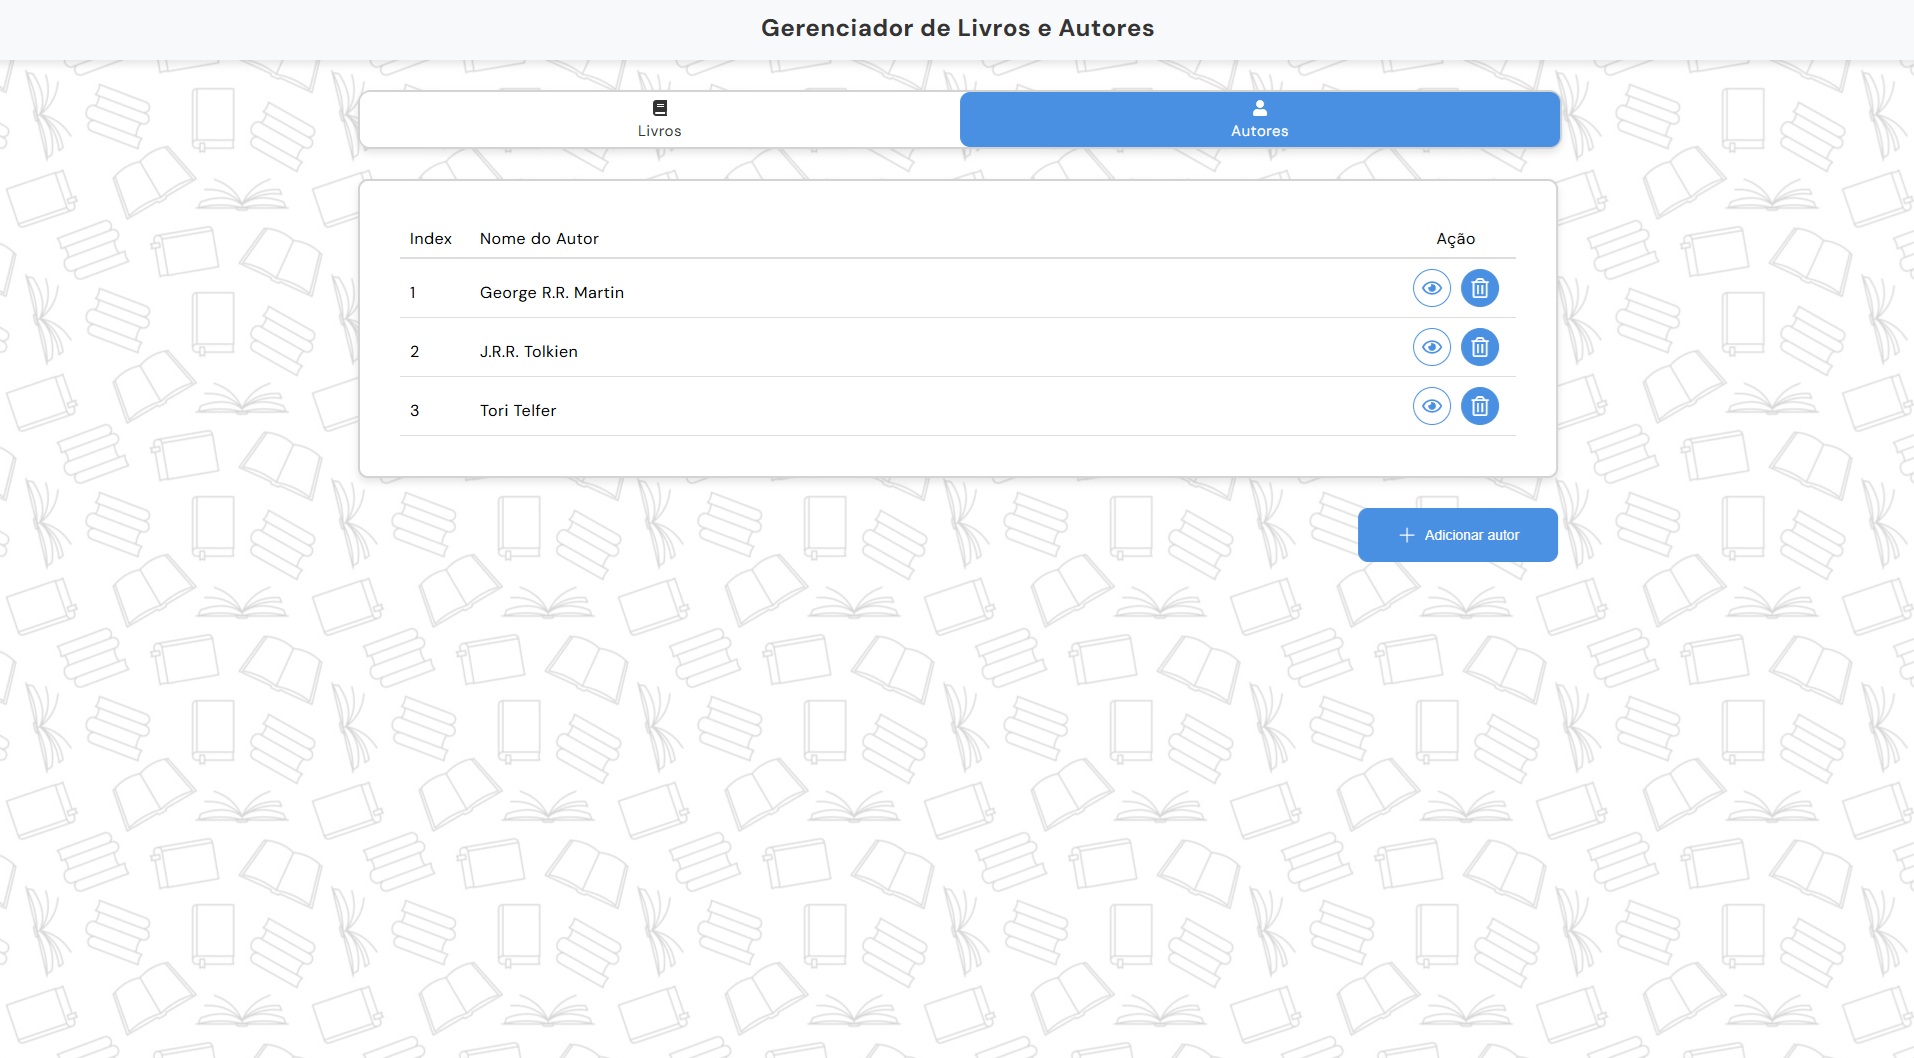 Gerenciador de Livros e Autores
Livros
Autores
Index Nome do Autor Ação
1 George R.R. Martin
2 J.R.R. Tolkien
3 Tori Telfer
Adicionar autor